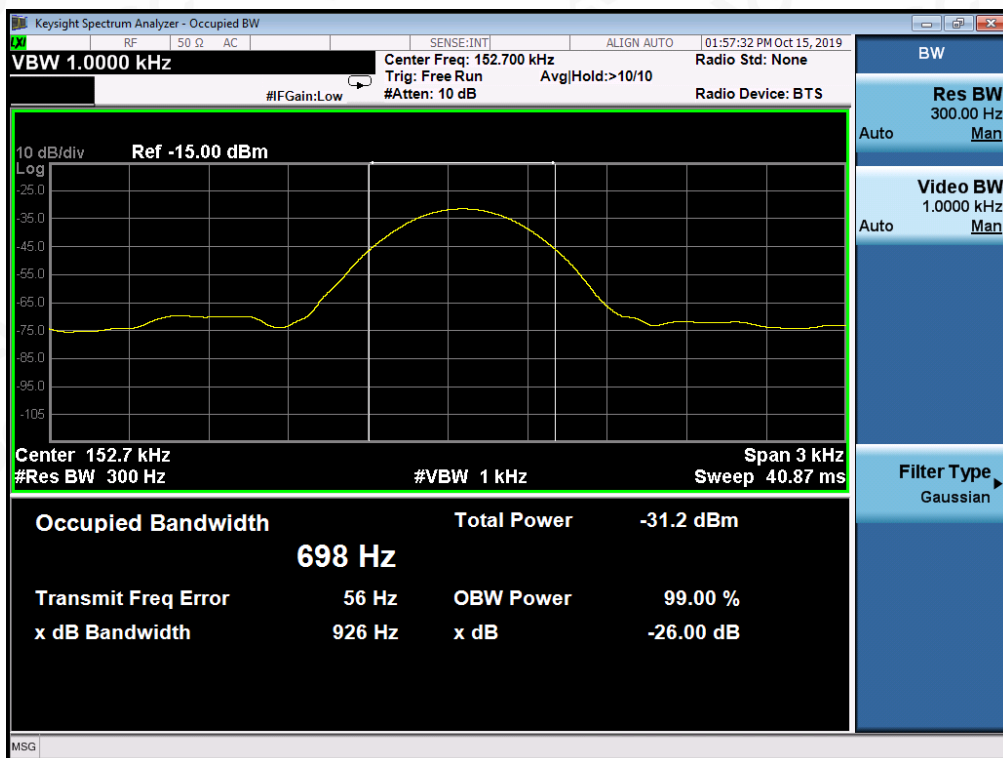 Keysight Spectrum Analyzer - Occupied BW
LXI RF 50 Ω AC SENSE:INT ALIGN AUTO 01:57:32 PM Oct 15, 2019
VBW 1.0000 kHz
Center Freq: 152.700 kHz Radio Std: None
Trig: Free Run Avg|Hold:>10/10
#IFGain:Low #Atten: 10 dB Radio Device: BTS
10 dB/div Ref -15.00 dBm
Log
-25.0
-35.0
-45.0
-55.0
-65.0
-75.0
-85.0
-95.0
-105
Center 152.7 kHz Span 3 kHz
#Res BW 300 Hz #VBW 1 kHz Sweep 40.87 ms
Occupied Bandwidth Total Power -31.2 dBm
698 Hz
Transmit Freq Error 56 Hz OBW Power 99.00 %
x dB Bandwidth 926 Hz x dB -26.00 dB
MSG
BW
Res BW
300.00 Hz
Auto Man
Video BW
1.0000 kHz
Auto Man
Filter Type
Gaussian